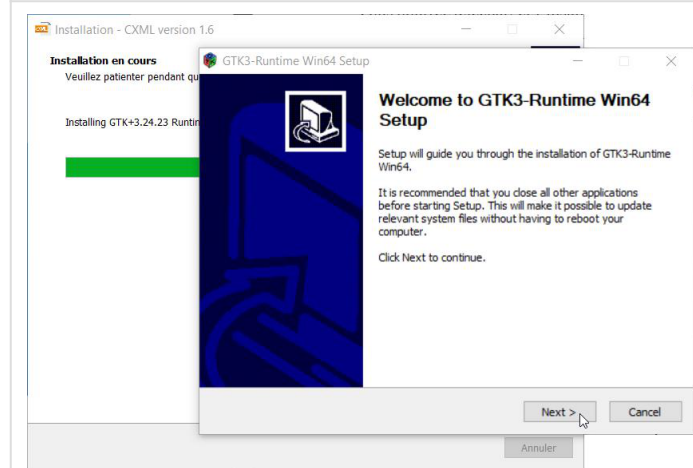 Installation - CXML version 1.6
Installation en cours
Veuillez patienter pendant
Installing GTK+3.24.23
GTK3-Runtime Win64 Setup
Welcome to GTK3-Runtime Win64
Setup
Setup will guide you through the installation of GTK3-Runtime
Win64.
It is recommended that you close all other applications
before starting Setup. This will make it possible to update
relevant system files without having to reboot your
computer.
Click Next to continue.
Next >
Cancel
Annuler